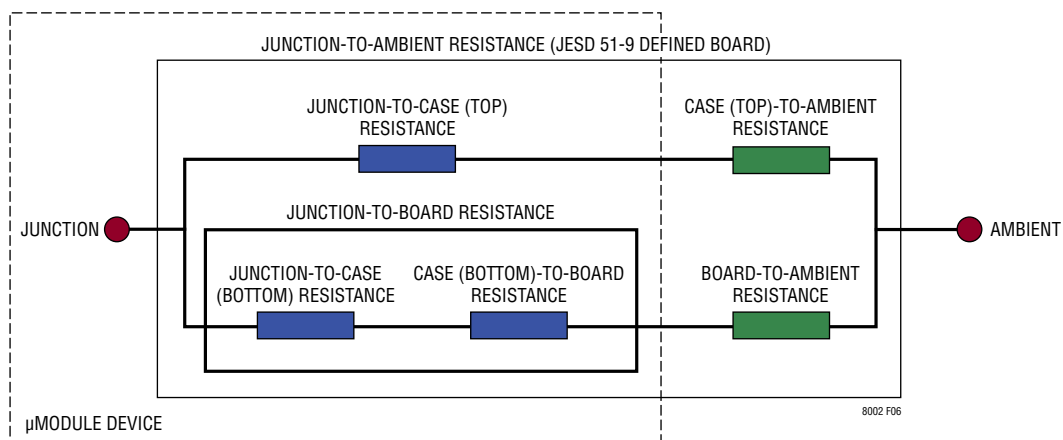 JUNCTION-TO-AMBIENT RESISTANCE (JESD 51-9 DEFINED BOARD)
JUNCTION-TO-CASE (TOP)
RESISTANCE
CASE (TOP)-TO-AMBIENT
RESISTANCE
JUNCTION-TO-BOARD RESISTANCE
JUNCTION
AMBIENT
JUNCTION-TO-CASE
(BOTTOM) RESISTANCE
CASE (BOTTOM)-TO-BOARD
RESISTANCE
BOARD-TO-AMBIENT
RESISTANCE
8002 F06
µMODULE DEVICE